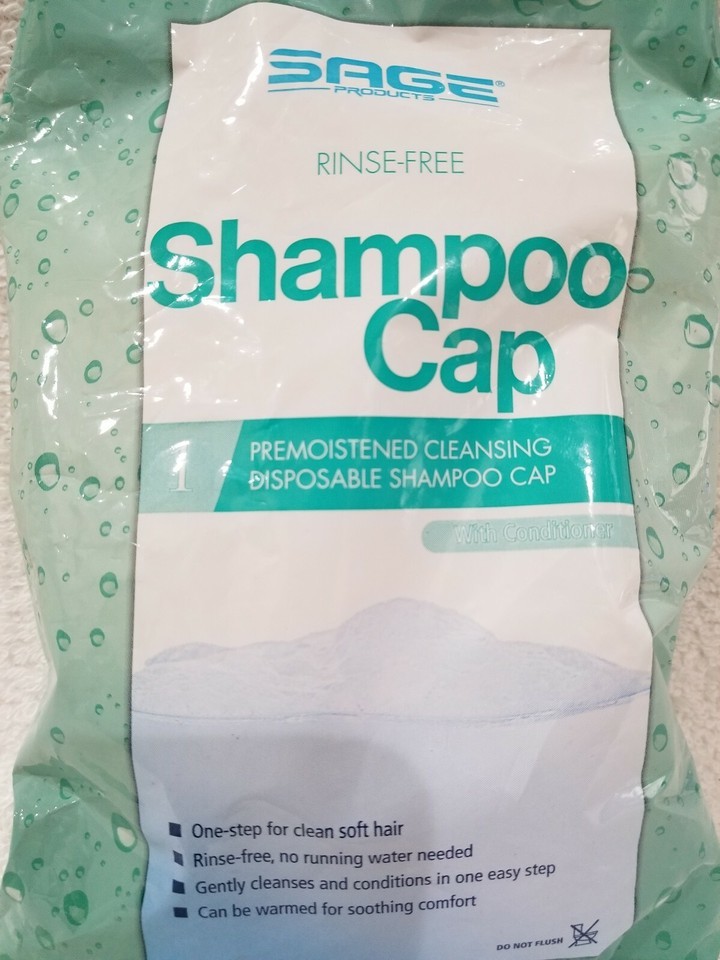 SAGE®
PRODUCTS
RINSE-FREE
Shampoo
Cap
1
PREMOISTENED CLEANSING
DISPOSABLE SHAMPOO CAP
With Conditioner
One-step for clean soft hair
Rinse-free, no running water needed
Gently cleanses and conditions in one easy step
Can be warmed for soothing comfort
DO NOT FLUSH